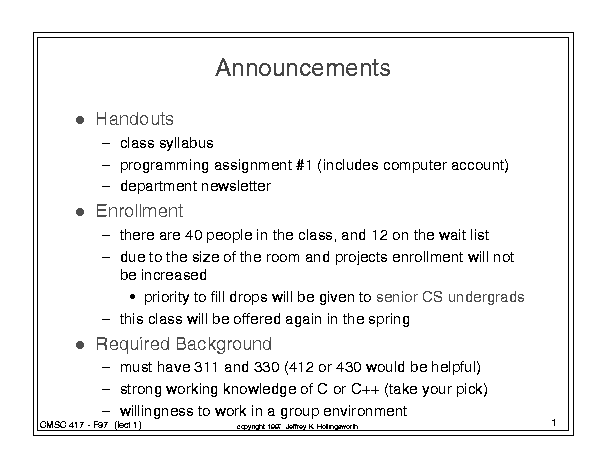 Announcements
● Handouts
– class syllabus
– programming assignment #1 (includes computer account)
– department newsletter
● Enrollment
– there are 40 people in the class, and 12 on the wait list
– due to the size of the room and projects enrollment will not
be increased
• priority to fill drops will be given to senior CS undergrads
– this class will be offered again in the spring
● Required Background
– must have 311 and 330 (412 or 430 would be helpful)
– strong working knowledge of C or C++ (take your pick)
– willingness to work in a group environment
CMSC 417 - F97 (lect 1)
copyright 1997 Jeffrey K. Hollingsworth
1